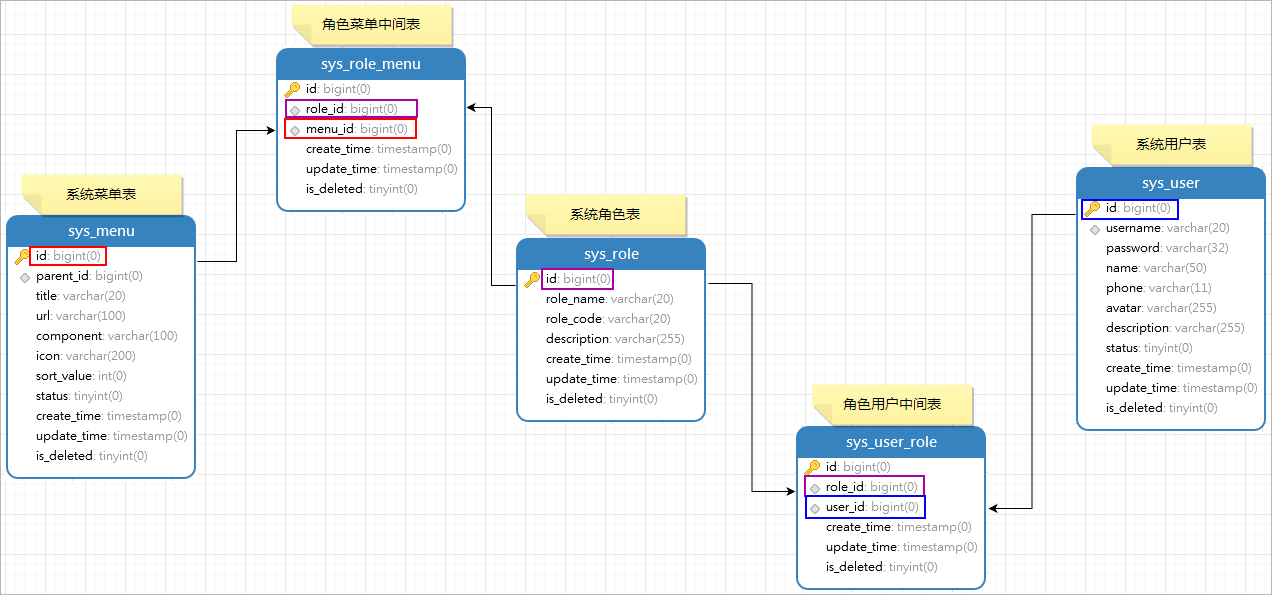 角色菜单中间表
sys_role_menu
id: bigint(0)
role_id: bigint(0)
menu_id: bigint(0)
create_time: timestamp(0)
update_time: timestamp(0)
is_deleted: tinyint(0)
系统菜单表
sys_menu
id: bigint(0)
parent_id: bigint(0)
title: varchar(20)
url: varchar(100)
component: varchar(100)
icon: varchar(200)
sort_value: int(0)
status: tinyint(0)
create_time: timestamp(0)
update_time: timestamp(0)
is_deleted: tinyint(0)
系统角色表
sys_role
id: bigint(0)
role_name: varchar(20)
role_code: varchar(20)
description: varchar(255)
create_time: timestamp(0)
update_time: timestamp(0)
is_deleted: tinyint(0)
角色用户中间表
sys_user_role
id: bigint(0)
role_id: bigint(0)
user_id: bigint(0)
create_time: timestamp(0)
update_time: timestamp(0)
is_deleted: tinyint(0)
系统用户表
sys_user
id: bigint(0)
username: varchar(20)
password: varchar(32)
name: varchar(50)
phone: varchar(11)
avatar: varchar(255)
description: varchar(255)
status: tinyint(0)
create_time: timestamp(0)
update_time: timestamp(0)
is_deleted: tinyint(0)